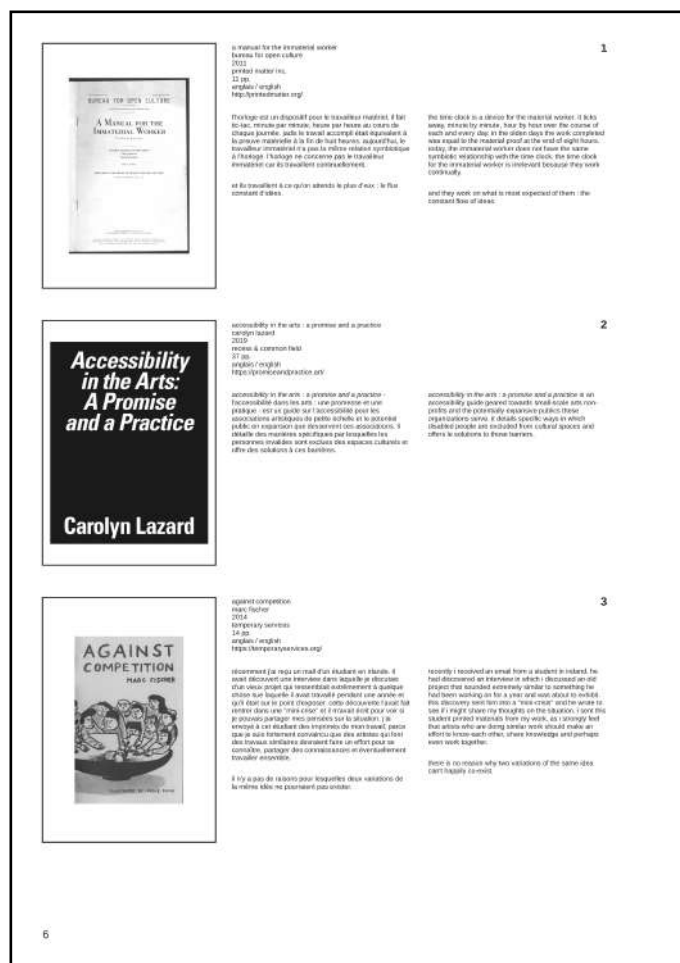 1
a manual for the immaterial worker
bureau for open culture
2011
printed matter inc.
12 pp.
anglais / english
http://printedmatter.org/
BUREAU FOR OPEN CULTURE
A MANUAL FOR THE
IMMATERIAL WORKER
l'horloge est un dispositif pour le travailleur matériel. il fait
tic-tac, minute par minute, heure par heure au cours de
chaque journée. jadis le travail accompli était équivalent à
la preuve matérielle à la fin de huit heures. aujourd'hui, le
travailleur immatériel n'a pas la même relation symbiotique
à l'horloge. l'horloge ne concerne pas le travailleur
immatériel car ils travaillent continuellement.
et ils travaillent à ce qu'on attends le plus d'eux : le flux
constant d'idées.
the time clock is a device for the material worker. it ticks
away, minute by minute, hour by hour over the course of
each and every day. in the olden days the work completed
was equal to the material proof at the end of eight hours.
today, the immaterial worker does not have the same
symbiotic relationship with the time clock. the time clock
for the immaterial worker is irrelevant because they work
continually.
and they work on what is most expected of them : the
constant flow of ideas.
2
accessibility in the arts : a promise and a practice
carolyn lazard
2019
recess & common field
37 pp.
anglais / english
https://promiseandpractice.art/
Accessibility
in the Arts:
A Promise
and a Practice
Carolyn Lazard
accessibility in the arts : a promise and a practice -
l'accessibilité dans les arts : une promesse et une
pratique - est un guide sur l'accessibilité pour les
associations artistiques de petite échelle et le potentiel
public en expansion que desservent ces associations. il
détaille des manières spécifiques par lesquelles les
personnes invalides sont exclues des espaces culturels et
offre des solutions à ces barrières.
accessibility in the arts : a promise and a practice is an
accessibility guide geared towards small-scale arts non-
profits and the potentially expansive publics these
organizations serve. it details specific ways in which
disabled people are excluded from cultural spaces and
offers le solutions to those barriers.
3
against competition
marc fischer
2014
temporary services
14 pp.
anglais / english
https://temporaryservices.org/
AGAINST
COMPETITION
MARC FISCHER
récemment j'ai reçu un mail d'un étudiant en irlande. il
avait découvert une interview dans laquelle je discutais
d'un vieux projet qui ressemblait extrêmement à quelque
chose sue laquelle il avait travaillé pendant une année et
qu'il était sur le point d'exposer. cette découverte l'avait fait
rentrer dans une "mini-crise" et il m'avait écrit pour voir si
je pouvais partager mes pensées sur la situation. j'ai
envoyé à cet étudiant des imprimés de mon travail, parce
que je suis fortement convaincu que des artistes qui font
des travaux similaires devraient faire un effort pour se
connaître, partager des connaissances et éventuellement
travailler ensemble.
il n'y a pas de raisons pour lesquelles deux variations de
la même idée ne pourraient pas exister.
recently i received an email from a student in ireland. he
had discovered an interview in which i discussed an old
project that sounded extremely similar to something he
had been working on for a year and was about to exhibit.
this discovery sent him into a "mini-crisis" and he wrote to
see if i might share my thoughts on the situation. i sent this
student printed materials from my work, as i strongly feel
that artists who are doing similar work should make an
effort to know each other, share knowledge and perhaps
even work together.
there is no reason why two variations of the same idea
can't happily co-exist.
6